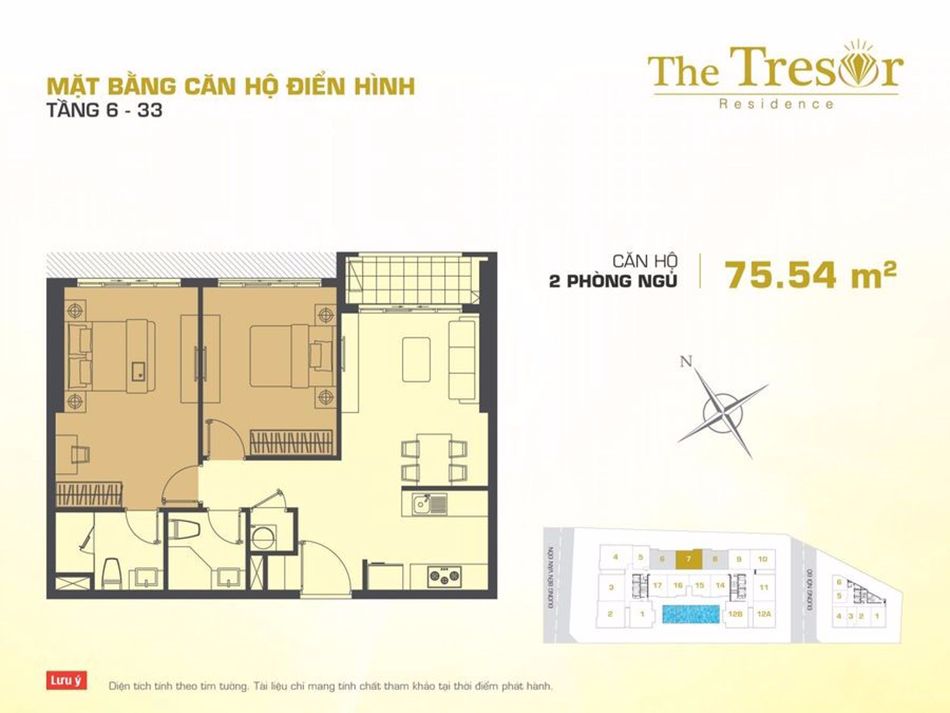 MẶT BẰNG CĂN HỘ ĐIỂN HÌNH
TẦNG 6 - 33
The Tresor
Residence
CĂN HỘ
2 PHÒNG NGỦ
75.54 m²
N
ĐƯỜNG BẾN VÂN ĐỒN
4 5 6 7 8 9 10
3 17 16 15 14 11
2 1 12B 12A
ĐƯỜNG NỘI BỘ
6
5
4 3 2 1
Lưu ý
Diện tích tính theo tim tường. Tài liệu chỉ mang tính chất tham khảo tại thời điểm phát hành.